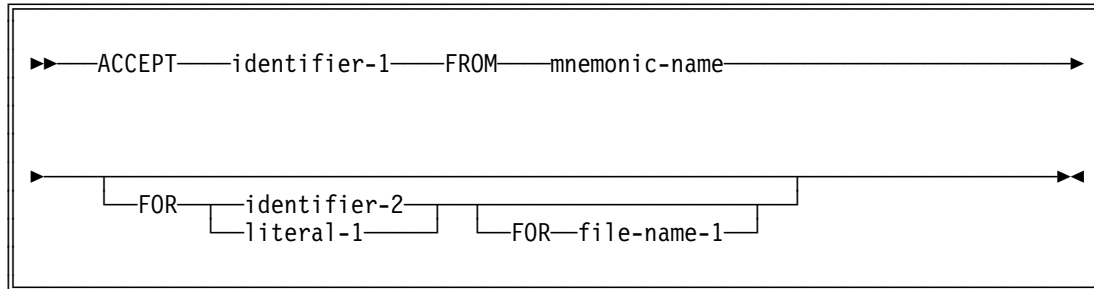 ACCEPT identifier-1 FROM mnemonic-name
FOR identifier-2
literal-1 FOR file-name-1